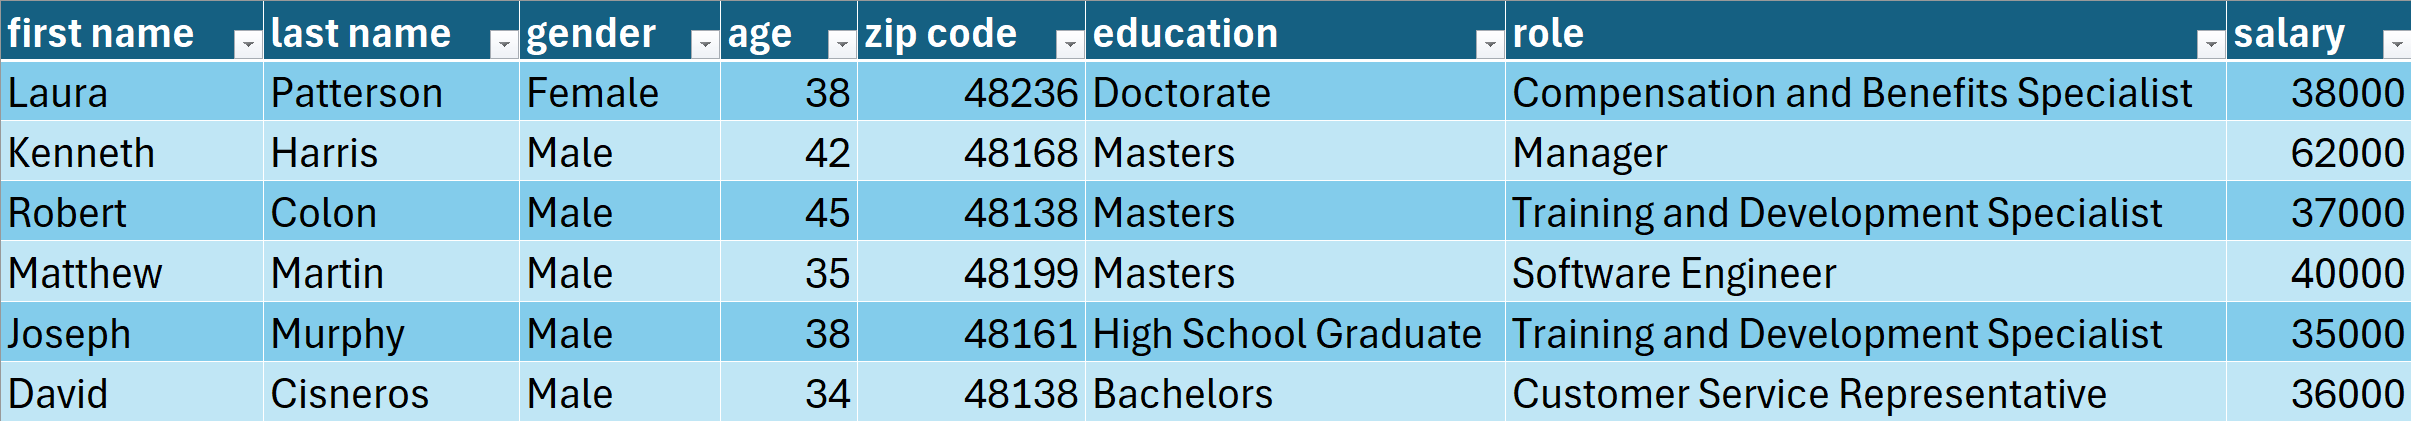 first name last name gender age zip code education role salary
Laura Patterson Female 38 48236 Doctorate Compensation and Benefits Specialist 38000
Kenneth Harris Male 42 48168 Masters Manager 62000
Robert Colon Male 45 48138 Masters Training and Development Specialist 37000
Matthew Martin Male 35 48199 Masters Software Engineer 40000
Joseph Murphy Male 38 48161 High School Graduate Training and Development Specialist 35000
David Cisneros Male 34 48138 Bachelors Customer Service Representative 36000